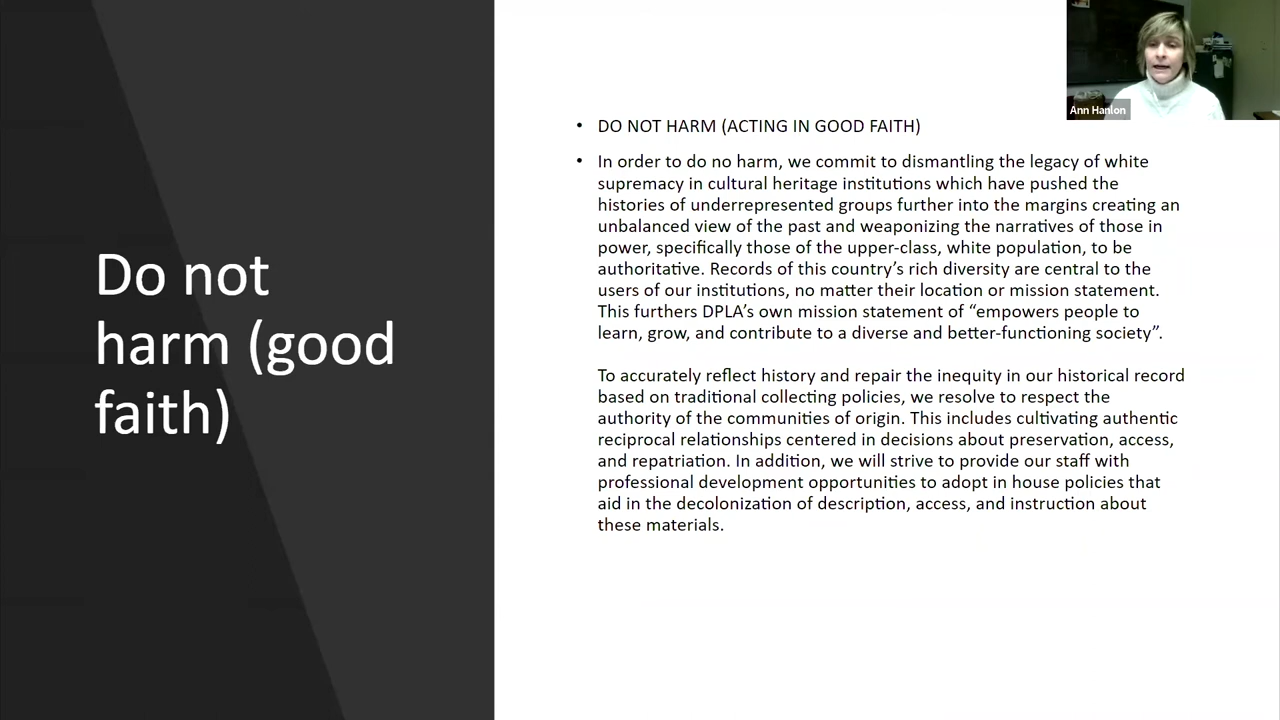 Do not
harm (good
faith)
Ann Hanlon
• DO NOT HARM (ACTING IN GOOD FAITH)
• In order to do no harm, we commit to dismantling the legacy of white
supremacy in cultural heritage institutions which have pushed the
histories of underrepresented groups further into the margins creating an
unbalanced view of the past and weaponizing the narratives of those in
power, specifically those of the upper-class, white population, to be
authoritative. Records of this country’s rich diversity are central to the
users of our institutions, no matter their location or mission statement.
This furthers DPLA’s own mission statement of “empowers people to
learn, grow, and contribute to a diverse and better-functioning society”.
To accurately reflect history and repair the inequity in our historical record
based on traditional collecting policies, we resolve to respect the
authority of the communities of origin. This includes cultivating authentic
reciprocal relationships centered in decisions about preservation, access,
and repatriation. In addition, we will strive to provide our staff with
professional development opportunities to adopt in house policies that
aid in the decolonization of description, access, and instruction about
these materials.